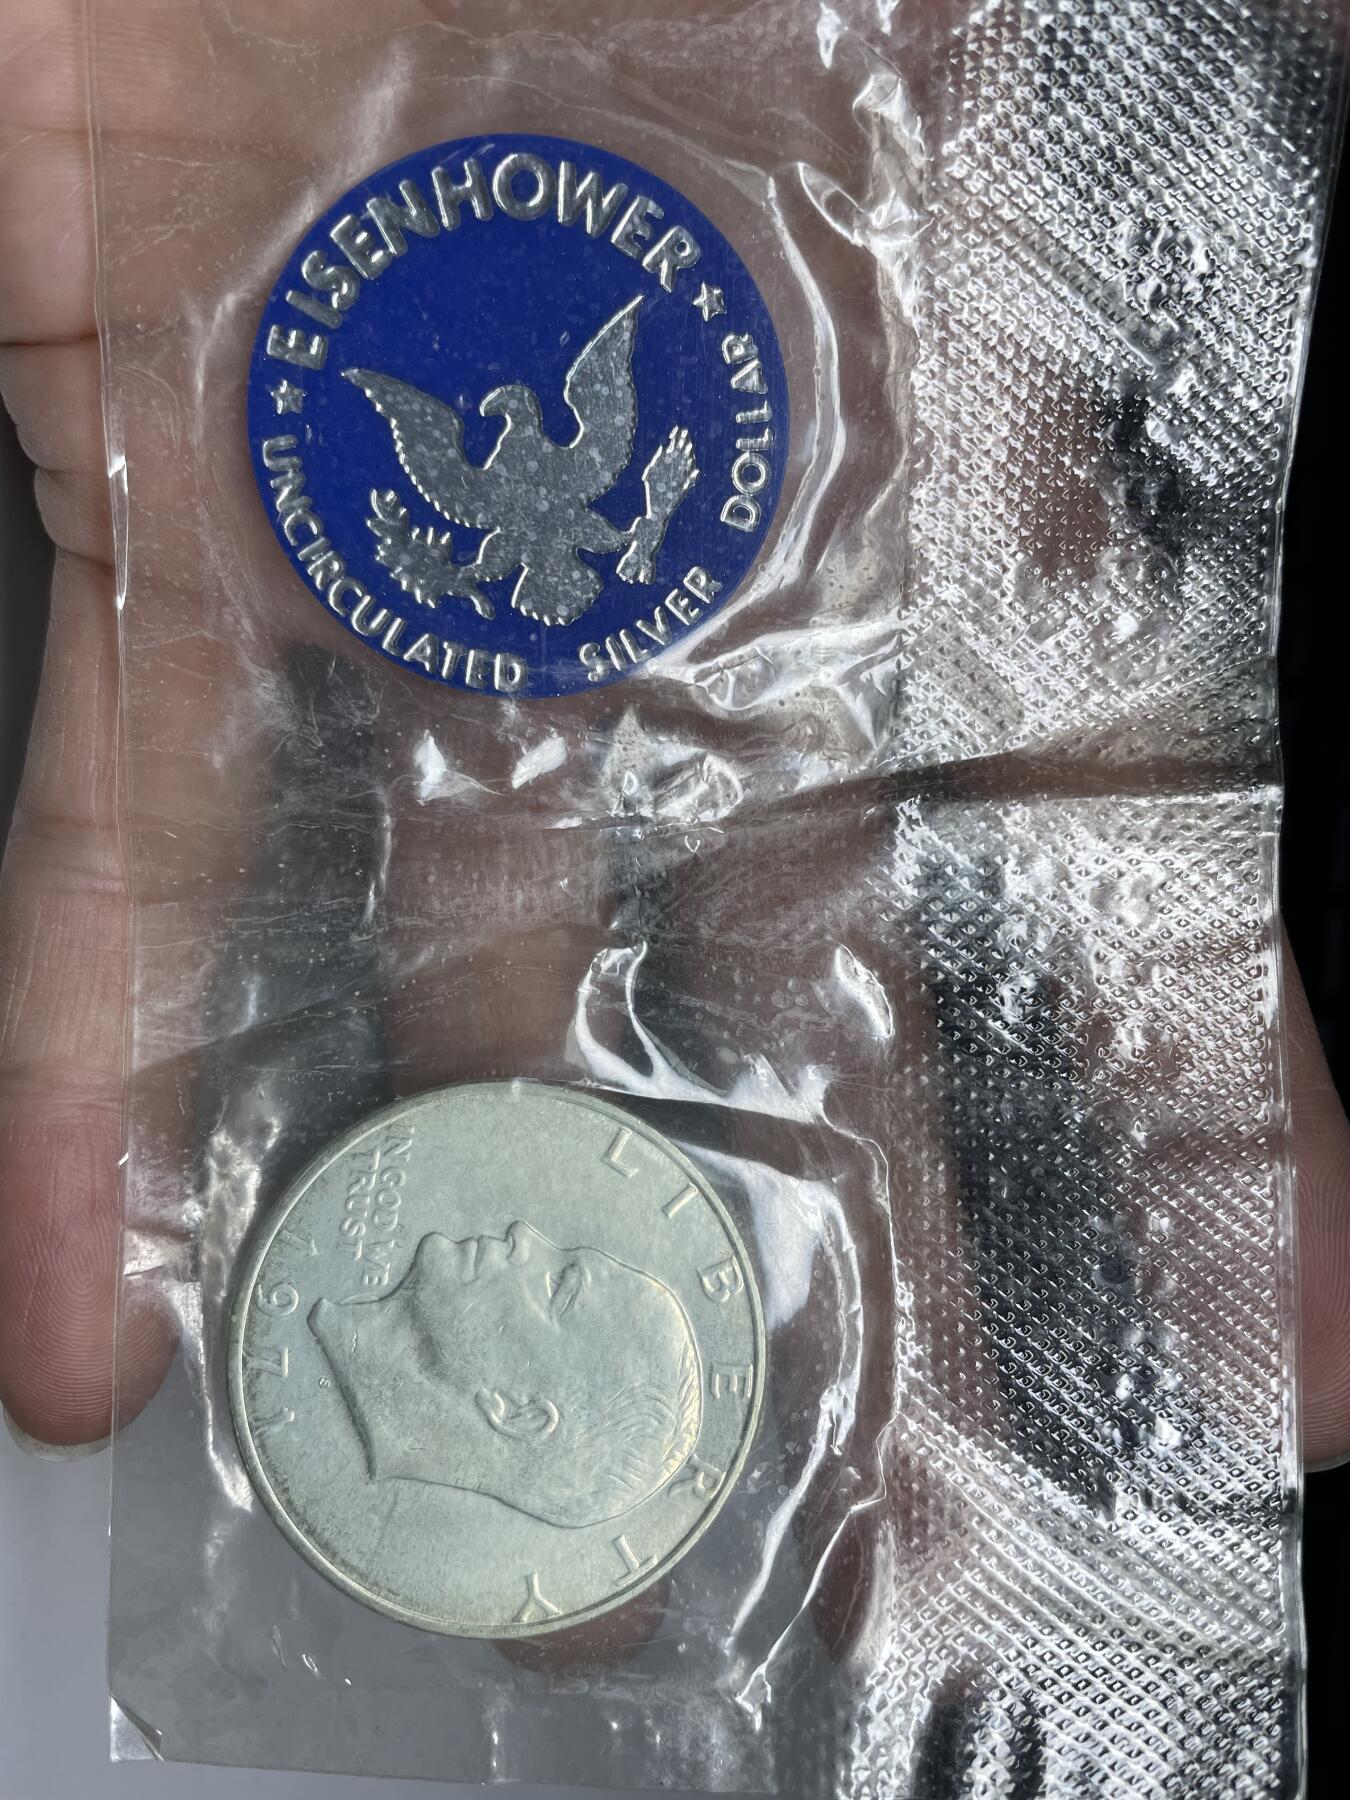 ★ EISENHOWER ★
UNCIRCULATED SILVER DOLLAR
LIBERTY
IN GOD WE
TRUST
S
1971